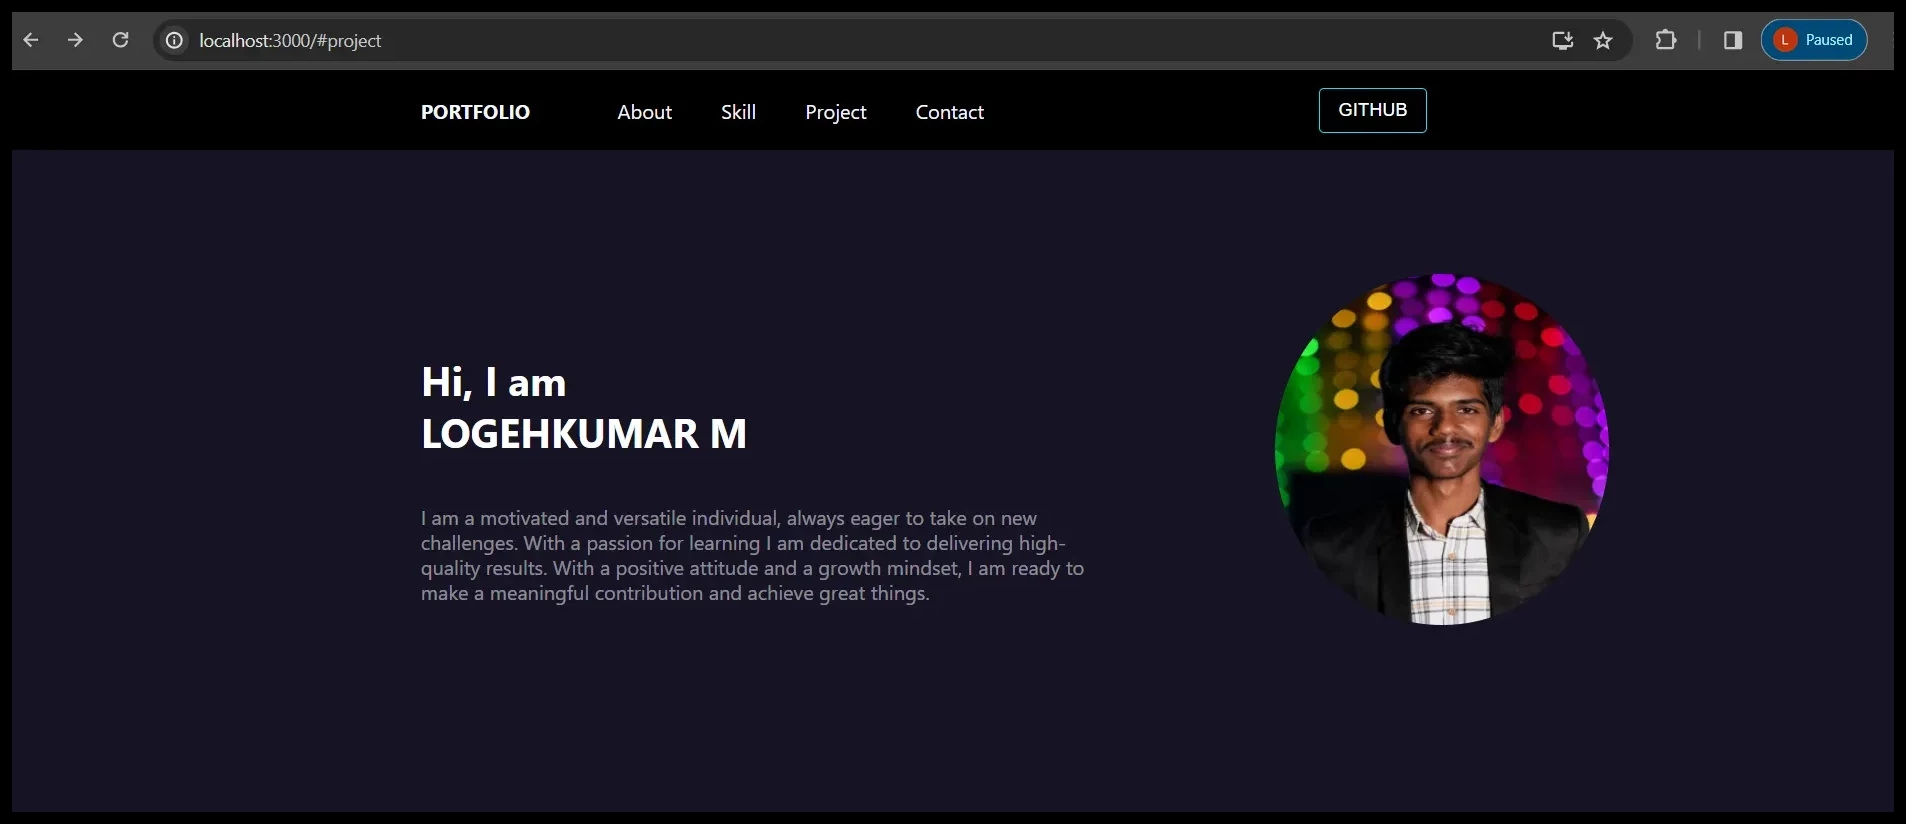 localhost:3000/#project
L Paused
PORTFOLIO About Skill Project Contact GITHUB
Hi, I am
LOGEHKUMAR M
I am a motivated and versatile individual, always eager to take on new
challenges. With a passion for learning I am dedicated to delivering high-
quality results. With a positive attitude and a growth mindset, I am ready to
make a meaningful contribution and achieve great things.